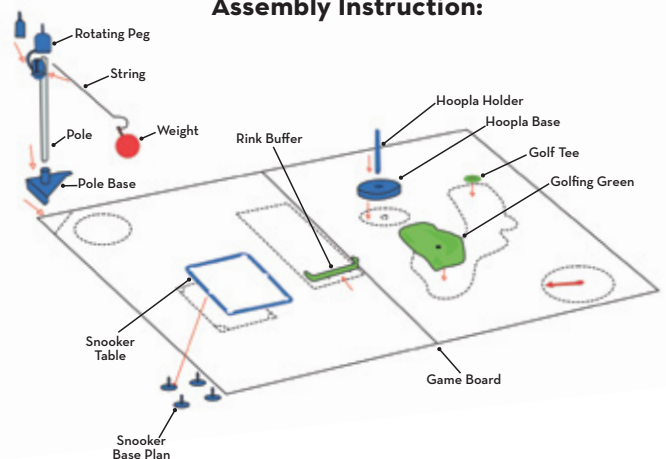 Assembly Instruction:
Rotating Peg
String
Pole
Weight
Pole Base
Rink Buffer
Hoopla Holder
Hoopla Base
Golf Tee
Golfing Green
Snooker
Table
Game Board
Snooker
Base Plan